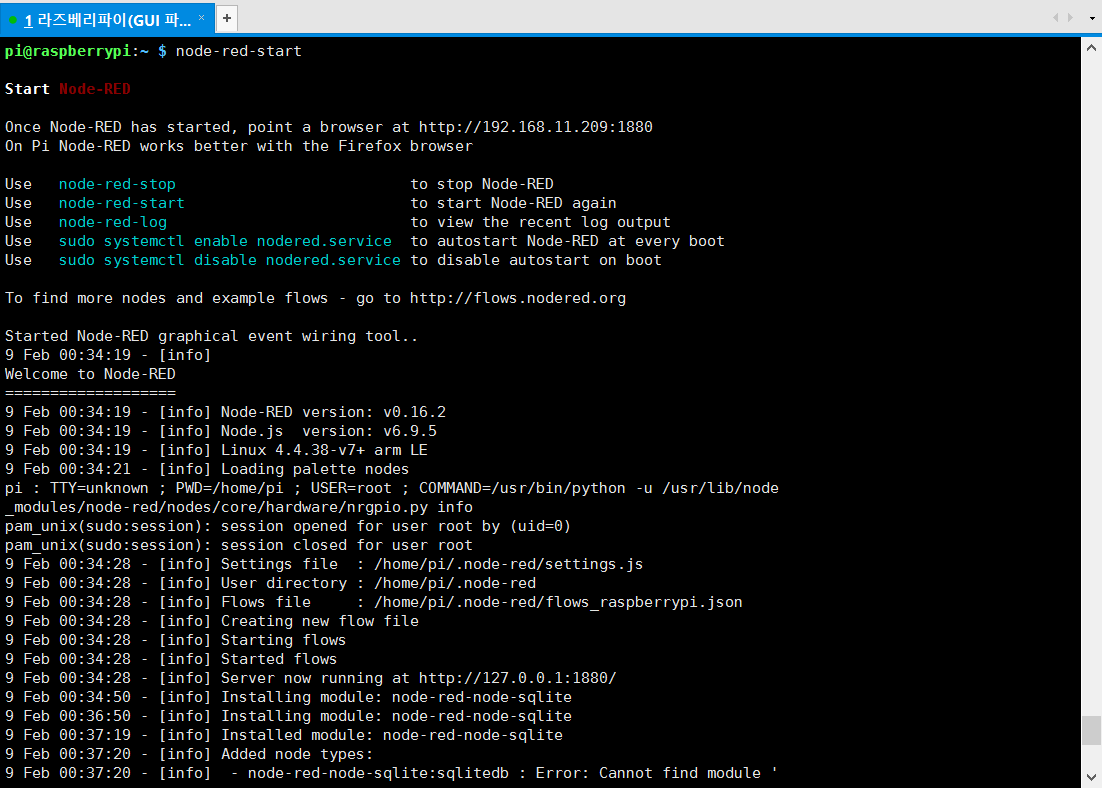 1 라즈베리파이(GUI 파... × +
pi@raspberrypi:~ $ node-red-start
Start Node-RED
Once Node-RED has started, point a browser at http://192.168.11.209:1880
On Pi Node-RED works better with the Firefox browser
Use   node-red-stop                          to stop Node-RED
Use   node-red-start                         to start Node-RED again
Use   node-red-log                           to view the recent log output
Use   sudo systemctl enable nodered.service  to autostart Node-RED at every boot
Use   sudo systemctl disable nodered.service to disable autostart on boot
To find more nodes and example flows - go to http://flows.nodered.org
Started Node-RED graphical event wiring tool..
9 Feb 00:34:19 - [info]
Welcome to Node-RED
===================
9 Feb 00:34:19 - [info] Node-RED version: v0.16.2
9 Feb 00:34:19 - [info] Node.js  version: v6.9.5
9 Feb 00:34:19 - [info] Linux 4.4.38-v7+ arm LE
9 Feb 00:34:21 - [info] Loading palette nodes
pi : TTY=unknown ; PWD=/home/pi ; USER=root ; COMMAND=/usr/bin/python -u /usr/lib/node
_modules/node-red/nodes/core/hardware/nrgpio.py info
pam_unix(sudo:session): session opened for user root by (uid=0)
pam_unix(sudo:session): session closed for user root
9 Feb 00:34:28 - [info] Settings file  : /home/pi/.node-red/settings.js
9 Feb 00:34:28 - [info] User directory : /home/pi/.node-red
9 Feb 00:34:28 - [info] Flows file     : /home/pi/.node-red/flows_raspberrypi.json
9 Feb 00:34:28 - [info] Creating new flow file
9 Feb 00:34:28 - [info] Starting flows
9 Feb 00:34:28 - [info] Started flows
9 Feb 00:34:28 - [info] Server now running at http://127.0.0.1:1880/
9 Feb 00:34:50 - [info] Installing module: node-red-node-sqlite
9 Feb 00:36:50 - [info] Installing module: node-red-node-sqlite
9 Feb 00:37:19 - [info] Installed module: node-red-node-sqlite
9 Feb 00:37:20 - [info] Added node types:
9 Feb 00:37:20 - [info]  - node-red-node-sqlite:sqlitedb : Error: Cannot find module '